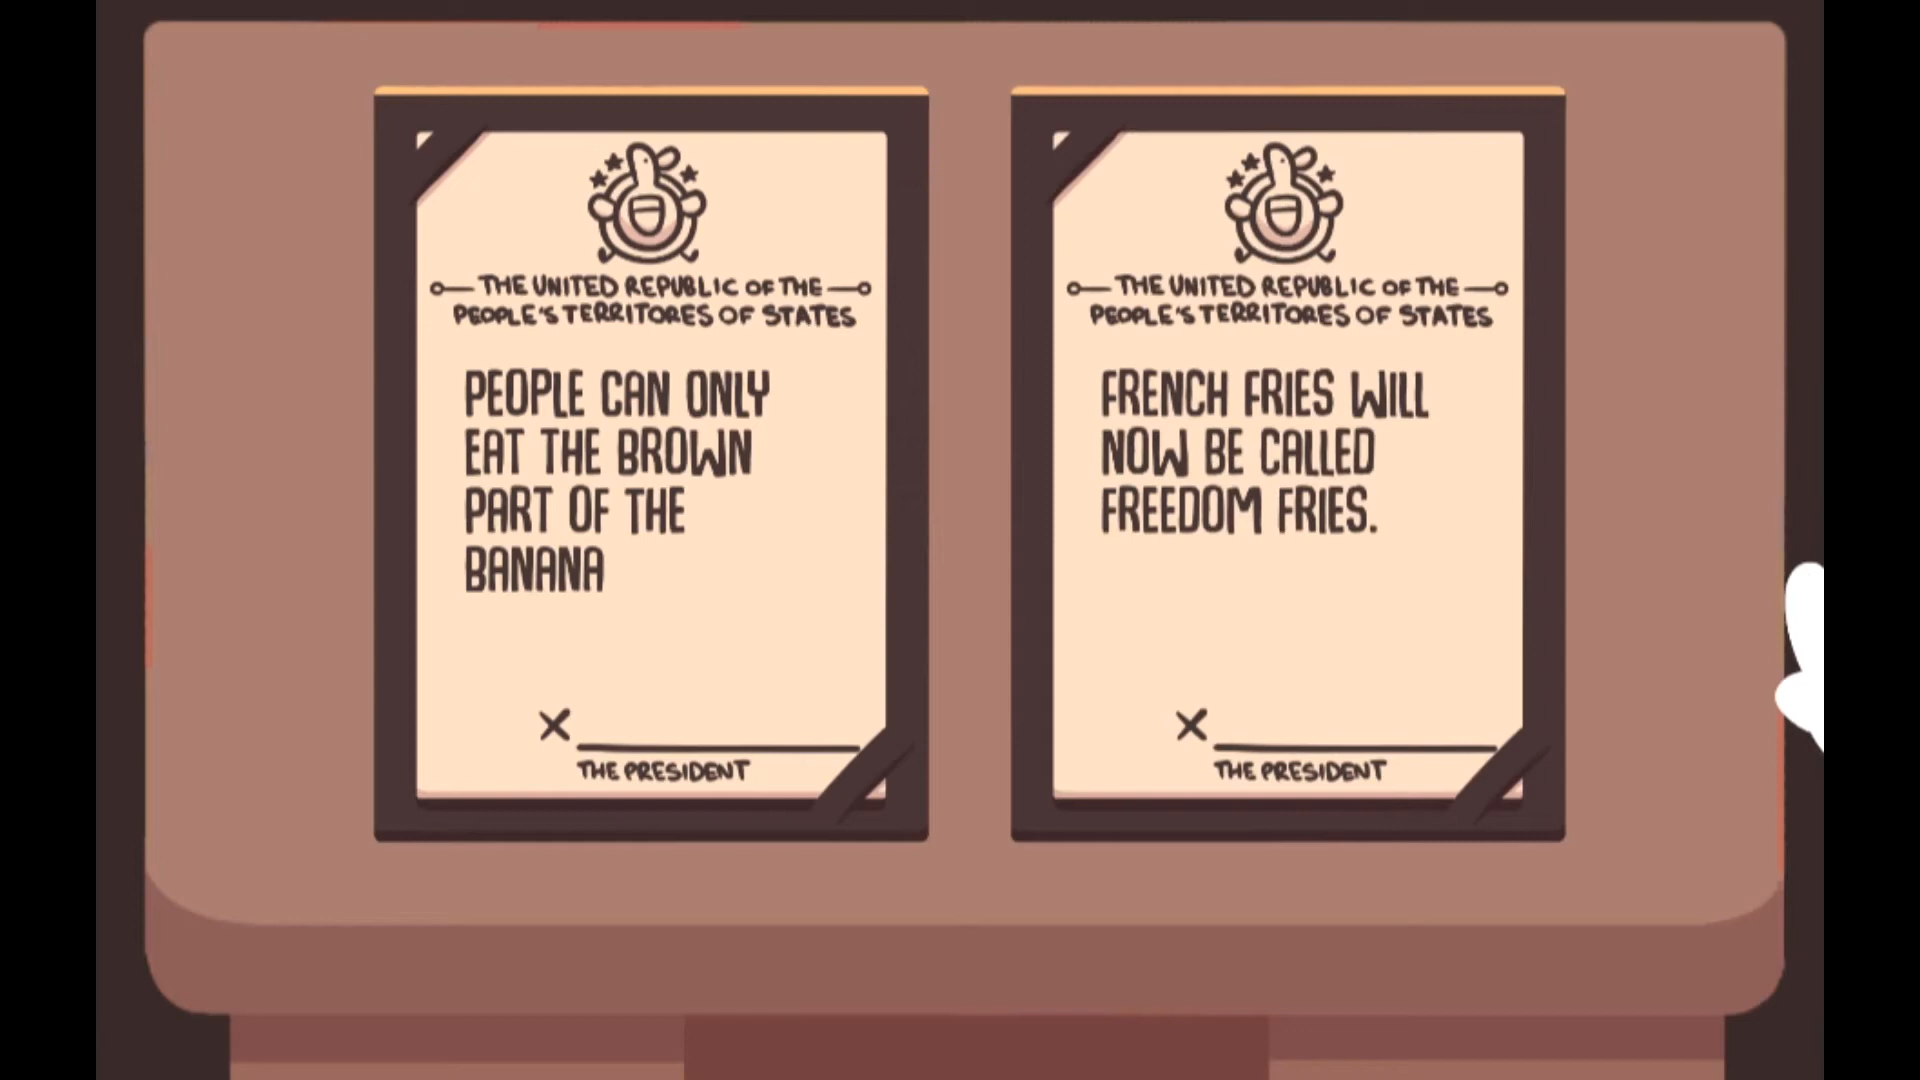 THE UNITED REPUBLIC OF THE
PEOPLE'S TERRITORES OF STATES
PEOPLE CAN ONLY
EAT THE BROWN
PART OF THE
BANANA
X
THE PRESIDENT
THE UNITED REPUBLIC OF THE
PEOPLE'S TERRITORES OF STATES
FRENCH FRIES WILL
NOW BE CALLED
FREEDOM FRIES.
X
THE PRESIDENT